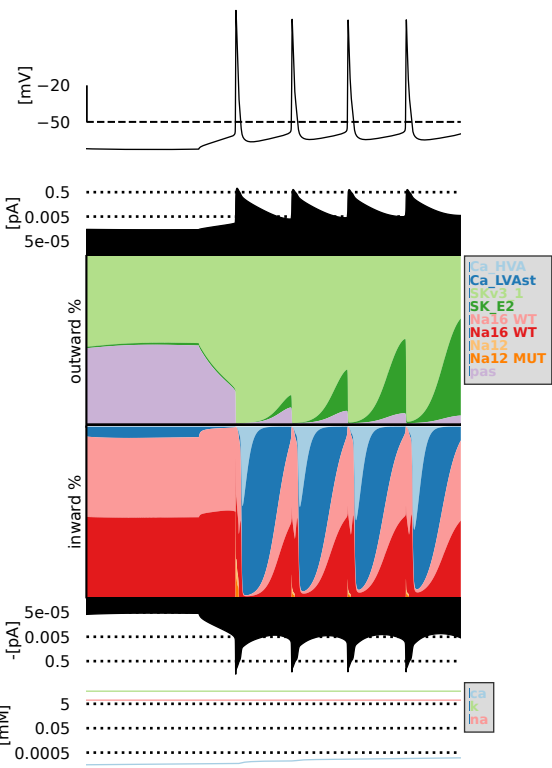 [mV]
−20
−50
[pA]
0.5
0.005
5e-05
outward %
Ca_HVA
Ca_LVAst
SKv3_1
SK_E2
Na16 WT
Na16 WT
Na12
Na12 MUT
pas
inward %
-[pA]
5e-05
0.005
0.5
[mM]
5
0.05
0.0005
ca
k
na